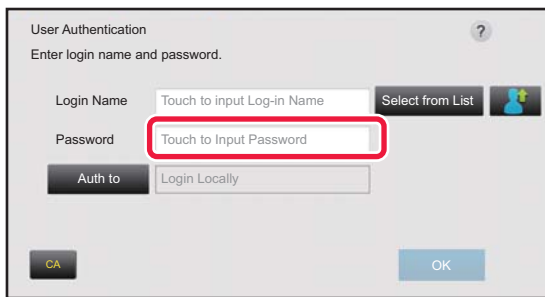 User Authentication
?
Enter login name and password.
Login Name Touch to input Log-in Name Select from List
Password Touch to Input Password
Auth to Login Locally
CA OK